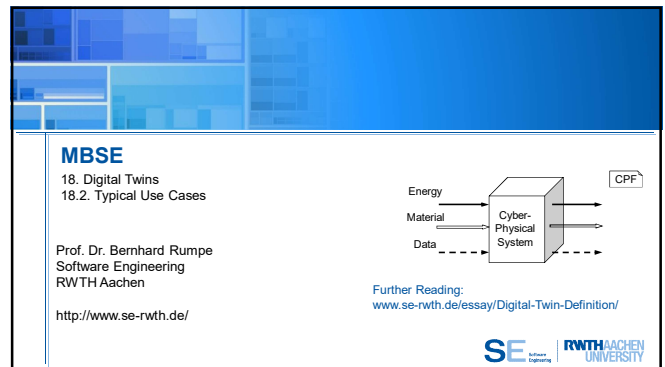 MBSE
18. Digital Twins
18.2. Typical Use Cases
Prof. Dr. Bernhard Rumpe
Software Engineering
RWTH Aachen
http://www.se-rwth.de/
CPF
Energy
Material
Data
Cyber-
Physical
System
Further Reading:
www.se-rwth.de/essay/Digital-Twin-Definition/
SE Software Engineering
RWTHAACHEN
UNIVERSITY